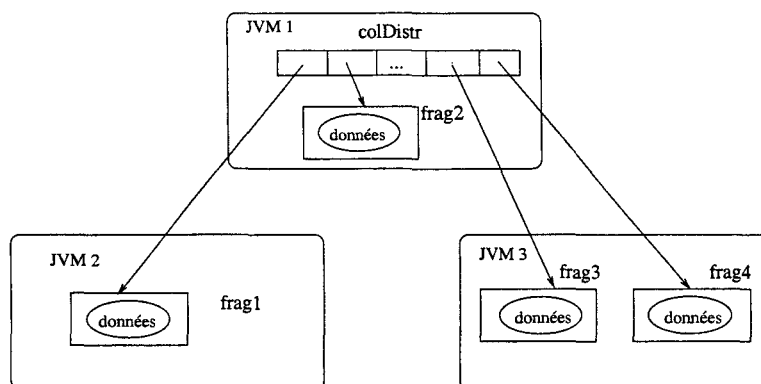 JVM 1
colDistr
...
frag2
données
JVM 2
frag1
données
JVM 3
frag3
frag4
données
données